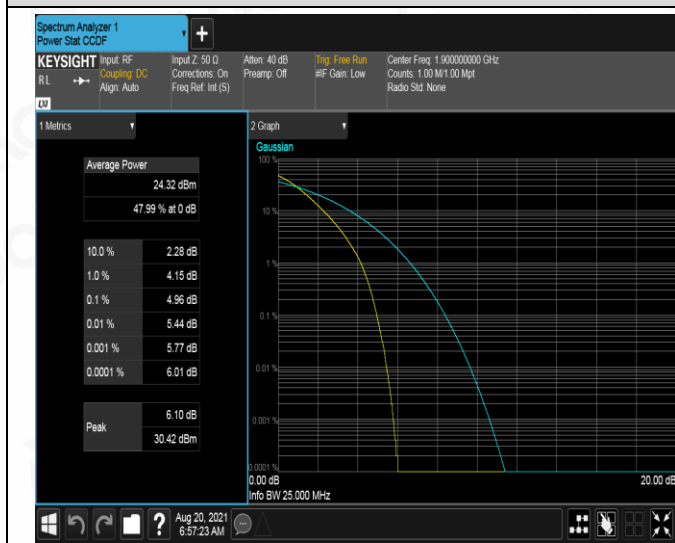 Spectrum Analyzer 1
Power Stat CCDF
+
KEYSIGHT
RL
LXI
Input: RF
Coupling: DC
Align: Auto
Input Z: 50 Ω
Corrections: On
Freq Ref: Int (S)
Atten: 40 dB
Preamp: Off
Trig: Free Run
#IF Gain: Low
Center Freq: 1.900000000 GHz
Counts: 1.00 M/1.00 Mpt
Radio Std: None
1 Metrics
Average Power
24.32 dBm
47.99 % at 0 dB
10.0 % 2.28 dB
1.0 % 4.15 dB
0.1 % 4.96 dB
0.01 % 5.44 dB
0.001 % 5.77 dB
0.0001 % 6.01 dB
Peak
6.10 dB
30.42 dBm
2 Graph
Gaussian
100 %
10 %
1 %
0.1 %
0.01 %
0.001 %
0.0001 %
0.00 dB 20.00 dB
Info BW 25.000 MHz
?
Aug 20, 2021
6:57:23 AM